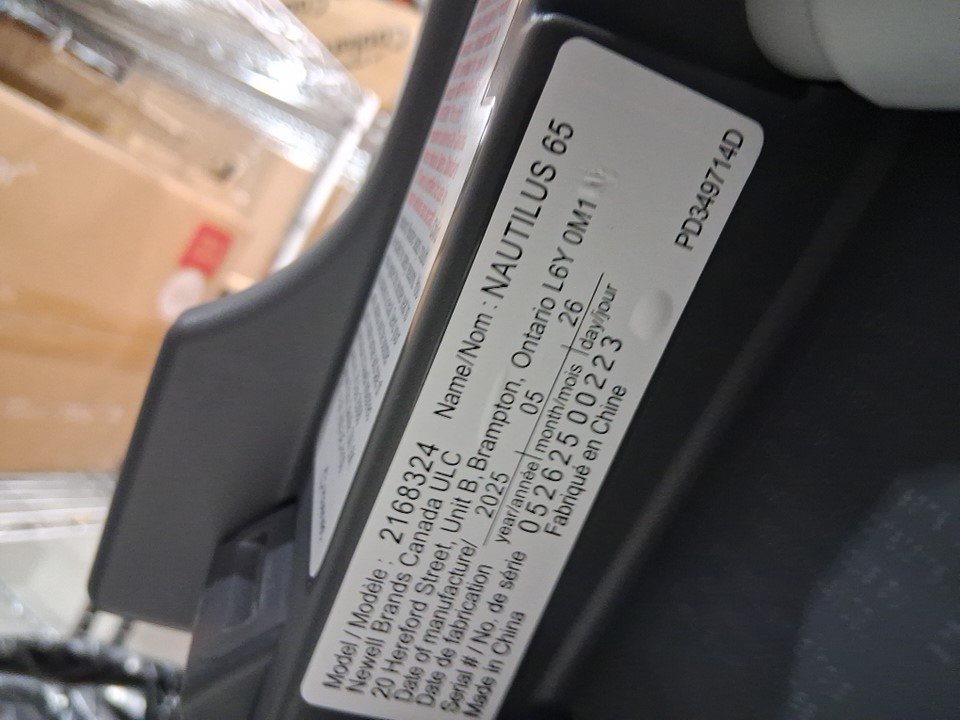 Model / Modèle : 2168324 Name/Nom : NAUTILUS 65
Newell Brands Canada ULC
20 Hereford Street, Unit B, Brampton, Ontario L6Y 0M1
Date of manufacture/
Date de fabrication
2025 05 26
year/année month/mois day/jour
Serial # / No. de série 052625 00223
Made in China Fabriqué en Chine
PD349714D